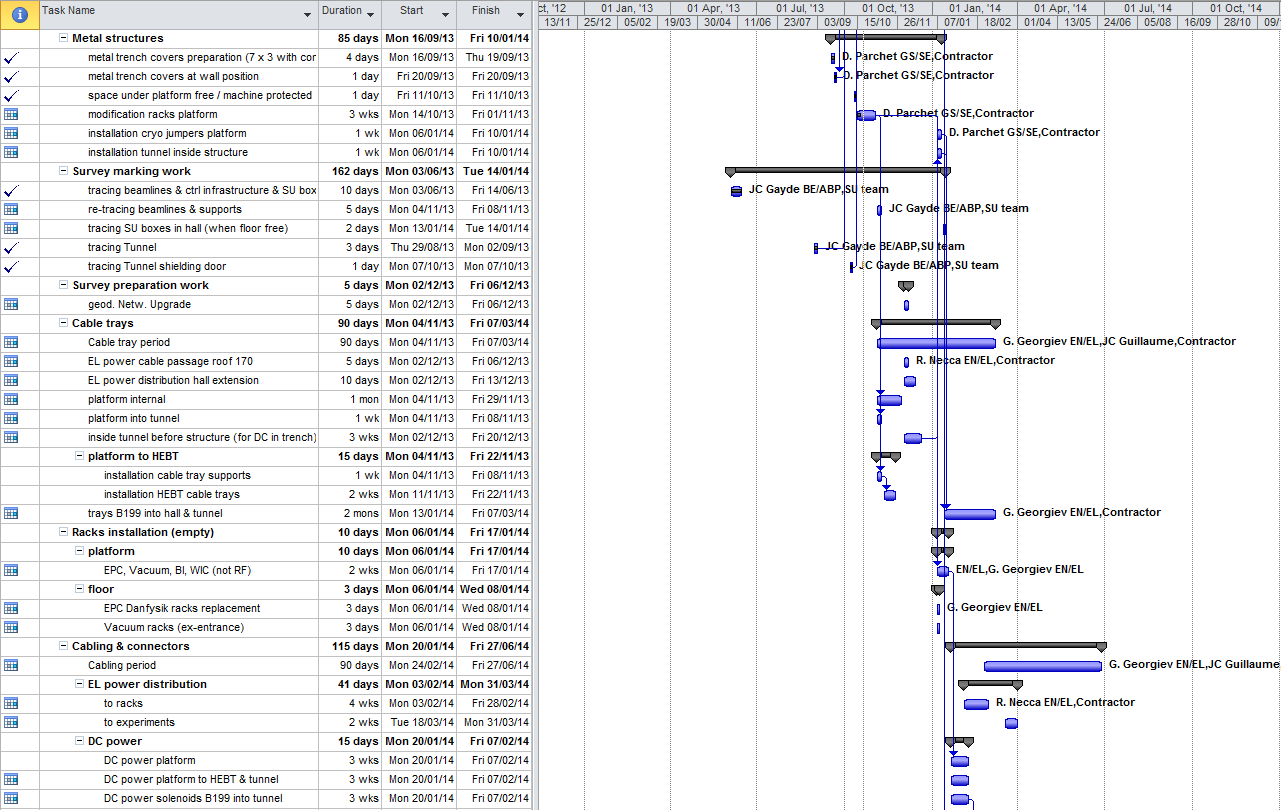 Task Name Duration Start Finish ct, '12 01 Jan, '13 01 Apr, '13 01 Jul, '13 01 Oct, '13 01 Jan, '14 01 Apr, '14 01 Jul, '14 01 Oct, '14
13/11 25/12 05/02 19/03 30/04 11/06 23/07 03/09 15/10 26/11 07/01 18/02 01/04 13/05 24/06 05/08 16/09 28/10 09/
Metal structures 85 days Mon 16/09/13 Fri 10/01/14
metal trench covers preparation (7 x 3 with cor 4 days Mon 16/09/13 Thu 19/09/13 D. Parchet GS/SE,Contractor
metal trench covers at wall position 1 day Fri 20/09/13 Fri 20/09/13 D. Parchet GS/SE,Contractor
space under platform free / machine protected 1 day Fri 11/10/13 Fri 11/10/13
modification racks platform 3 wks Mon 14/10/13 Fri 01/11/13 D. Parchet GS/SE,Contractor
installation cryo jumpers platform 1 wk Mon 06/01/14 Fri 10/01/14 D. Parchet GS/SE,Contractor
installation tunnel inside structure 1 wk Mon 06/01/14 Fri 10/01/14
Survey marking work 162 days Mon 03/06/13 Tue 14/01/14
tracing beamlines & ctrl infrastructure & SU box 10 days Mon 03/06/13 Fri 14/06/13 JC Gayde BE/ABP,SU team
re-tracing beamlines & supports 5 days Mon 04/11/13 Fri 08/11/13 JC Gayde BE/ABP,SU team
tracing SU boxes in hall (when floor free) 2 days Mon 13/01/14 Tue 14/01/14
tracing Tunnel 3 days Thu 29/08/13 Mon 02/09/13 JC Gayde BE/ABP,SU team
tracing Tunnel shielding door 1 day Mon 07/10/13 Mon 07/10/13 JC Gayde BE/ABP,SU team
Survey preparation work 5 days Mon 02/12/13 Fri 06/12/13
geod. Netw. Upgrade 5 days Mon 02/12/13 Fri 06/12/13
Cable trays 90 days Mon 04/11/13 Fri 07/03/14
Cable tray period 90 days Mon 04/11/13 Fri 07/03/14 G. Georgiev EN/EL,JC Guillaume,Contractor
EL power cable passage roof 170 5 days Mon 02/12/13 Fri 06/12/13 R. Necca EN/EL,Contractor
EL power distribution hall extension 10 days Mon 02/12/13 Fri 13/12/13
platform internal 1 mon Mon 04/11/13 Fri 29/11/13
platform into tunnel 1 wk Mon 04/11/13 Fri 08/11/13
inside tunnel before structure (for DC in trench) 3 wks Mon 02/12/13 Fri 20/12/13
platform to HEBT 15 days Mon 04/11/13 Fri 22/11/13
installation cable tray supports 1 wk Mon 04/11/13 Fri 08/11/13
installation HEBT cable trays 2 wks Mon 11/11/13 Fri 22/11/13
trays B199 into hall & tunnel 2 mons Mon 13/01/14 Fri 07/03/14 G. Georgiev EN/EL,Contractor
Racks installation (empty) 10 days Mon 06/01/14 Fri 17/01/14
platform 10 days Mon 06/01/14 Fri 17/01/14
EPC, Vacuum, BI, WIC (not RF) 2 wks Mon 06/01/14 Fri 17/01/14 EN/EL,G. Georgiev EN/EL
floor 3 days Mon 06/01/14 Wed 08/01/14
EPC Danfysik racks replacement 3 days Mon 06/01/14 Wed 08/01/14 G. Georgiev EN/EL
Vacuum racks (ex-entrance) 3 days Mon 06/01/14 Wed 08/01/14
Cabling & connectors 115 days Mon 20/01/14 Fri 27/06/14
Cabling period 90 days Mon 24/02/14 Fri 27/06/14 G. Georgiev EN/EL,JC Guillaume
EL power distribution 41 days Mon 03/02/14 Mon 31/03/14
to racks 4 wks Mon 03/02/14 Fri 28/02/14 R. Necca EN/EL,Contractor
to experiments 2 wks Tue 18/03/14 Mon 31/03/14
DC power 15 days Mon 20/01/14 Fri 07/02/14
DC power platform 3 wks Mon 20/01/14 Fri 07/02/14
DC power platform to HEBT & tunnel 3 wks Mon 20/01/14 Fri 07/02/14
DC power solenoids B199 into tunnel 3 wks Mon 20/01/14 Fri 07/02/14